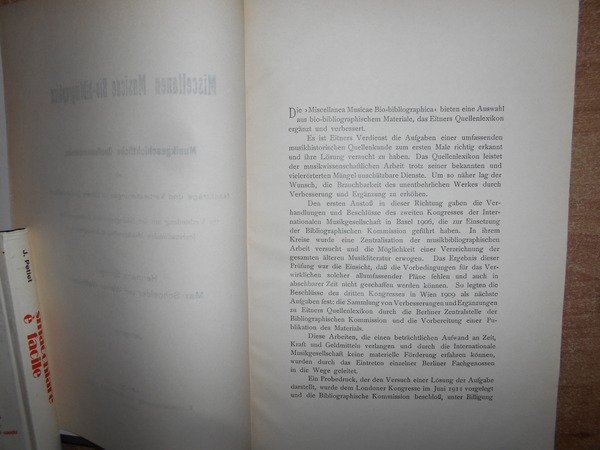 Die ›Miscellanea Musicae Bio-bibliographica‹ bieten eine Auswahl
aus bio-bibliographischem Materiale, das Eitners Quellenlexikon
ergänzt und verbessert.
Es ist Eitners Verdienst die Aufgaben einer umfassenden
musikhistorischen Quellenkunde zum ersten Male richtig erkannt
und ihre Lösung versucht zu haben. Das Quellenlexikon leistet
der musikwissenschaftlichen Arbeit trotz seiner bekannten und
vielerörterten Mängel unschätzbare Dienste. Um so näher lag der
Wunsch, die Brauchbarkeit des unentbehrlichen Werkes durch
Verbesserung und Ergänzung zu erhöhen.
Den ersten Anstoß in dieser Richtung gaben die Ver-
handlungen und Beschlüsse des zweiten Kongresses der Inter-
nationalen Musikgesellschaft in Basel 1906, die zur Einsetzung
der Bibliographischen Kommission geführt haben. In ihrem
Kreise wurde eine Zentralisation der musikbibliographischen
Arbeit versucht und die Möglichkeit einer Verzeichnung der
gesamten älteren Musikliteratur erwogen. Das Ergebnis dieser
Prüfung war die Einsicht, daß die Vorbedingungen für das Ver-
wirklichen solcher allumfassender Pläne fehlen und auch in
absehbarer Zeit nicht geschaffen werden können. So legten die
Beschlüsse des dritten Kongresses in Wien 1909 als nächste
Aufgaben fest: die Sammlung von Verbesserungen und Ergänzungen
zu Eitners Quellenlexikon durch die Berliner Zentralstelle der
Bibliographischen Kommission und die Vorbereitung einer Pu-
blikation des Materials.
Diese Arbeiten, die einen beträchtlichen Aufwand an Zeit,
Kraft und Geldmitteln verlangen und durch die Internationale
Musikgesellschaft keine materielle Förderung erfahren können,
wurden durch das Eintreten einzelner Berliner Fachgenossen
in die Wege geleitet.
Ein Probedruck, der den Versuch einer Lösung der Aufgabe
darstellt, wurde dem Londoner Kongresse im Juni 1911 vorgelegt
und die Bibliographische Kommission beschloß, unter Billigung
Miscellanea Musicae Bio-bibliographica
Musikgeschichtliche
J. Pellet
è facile